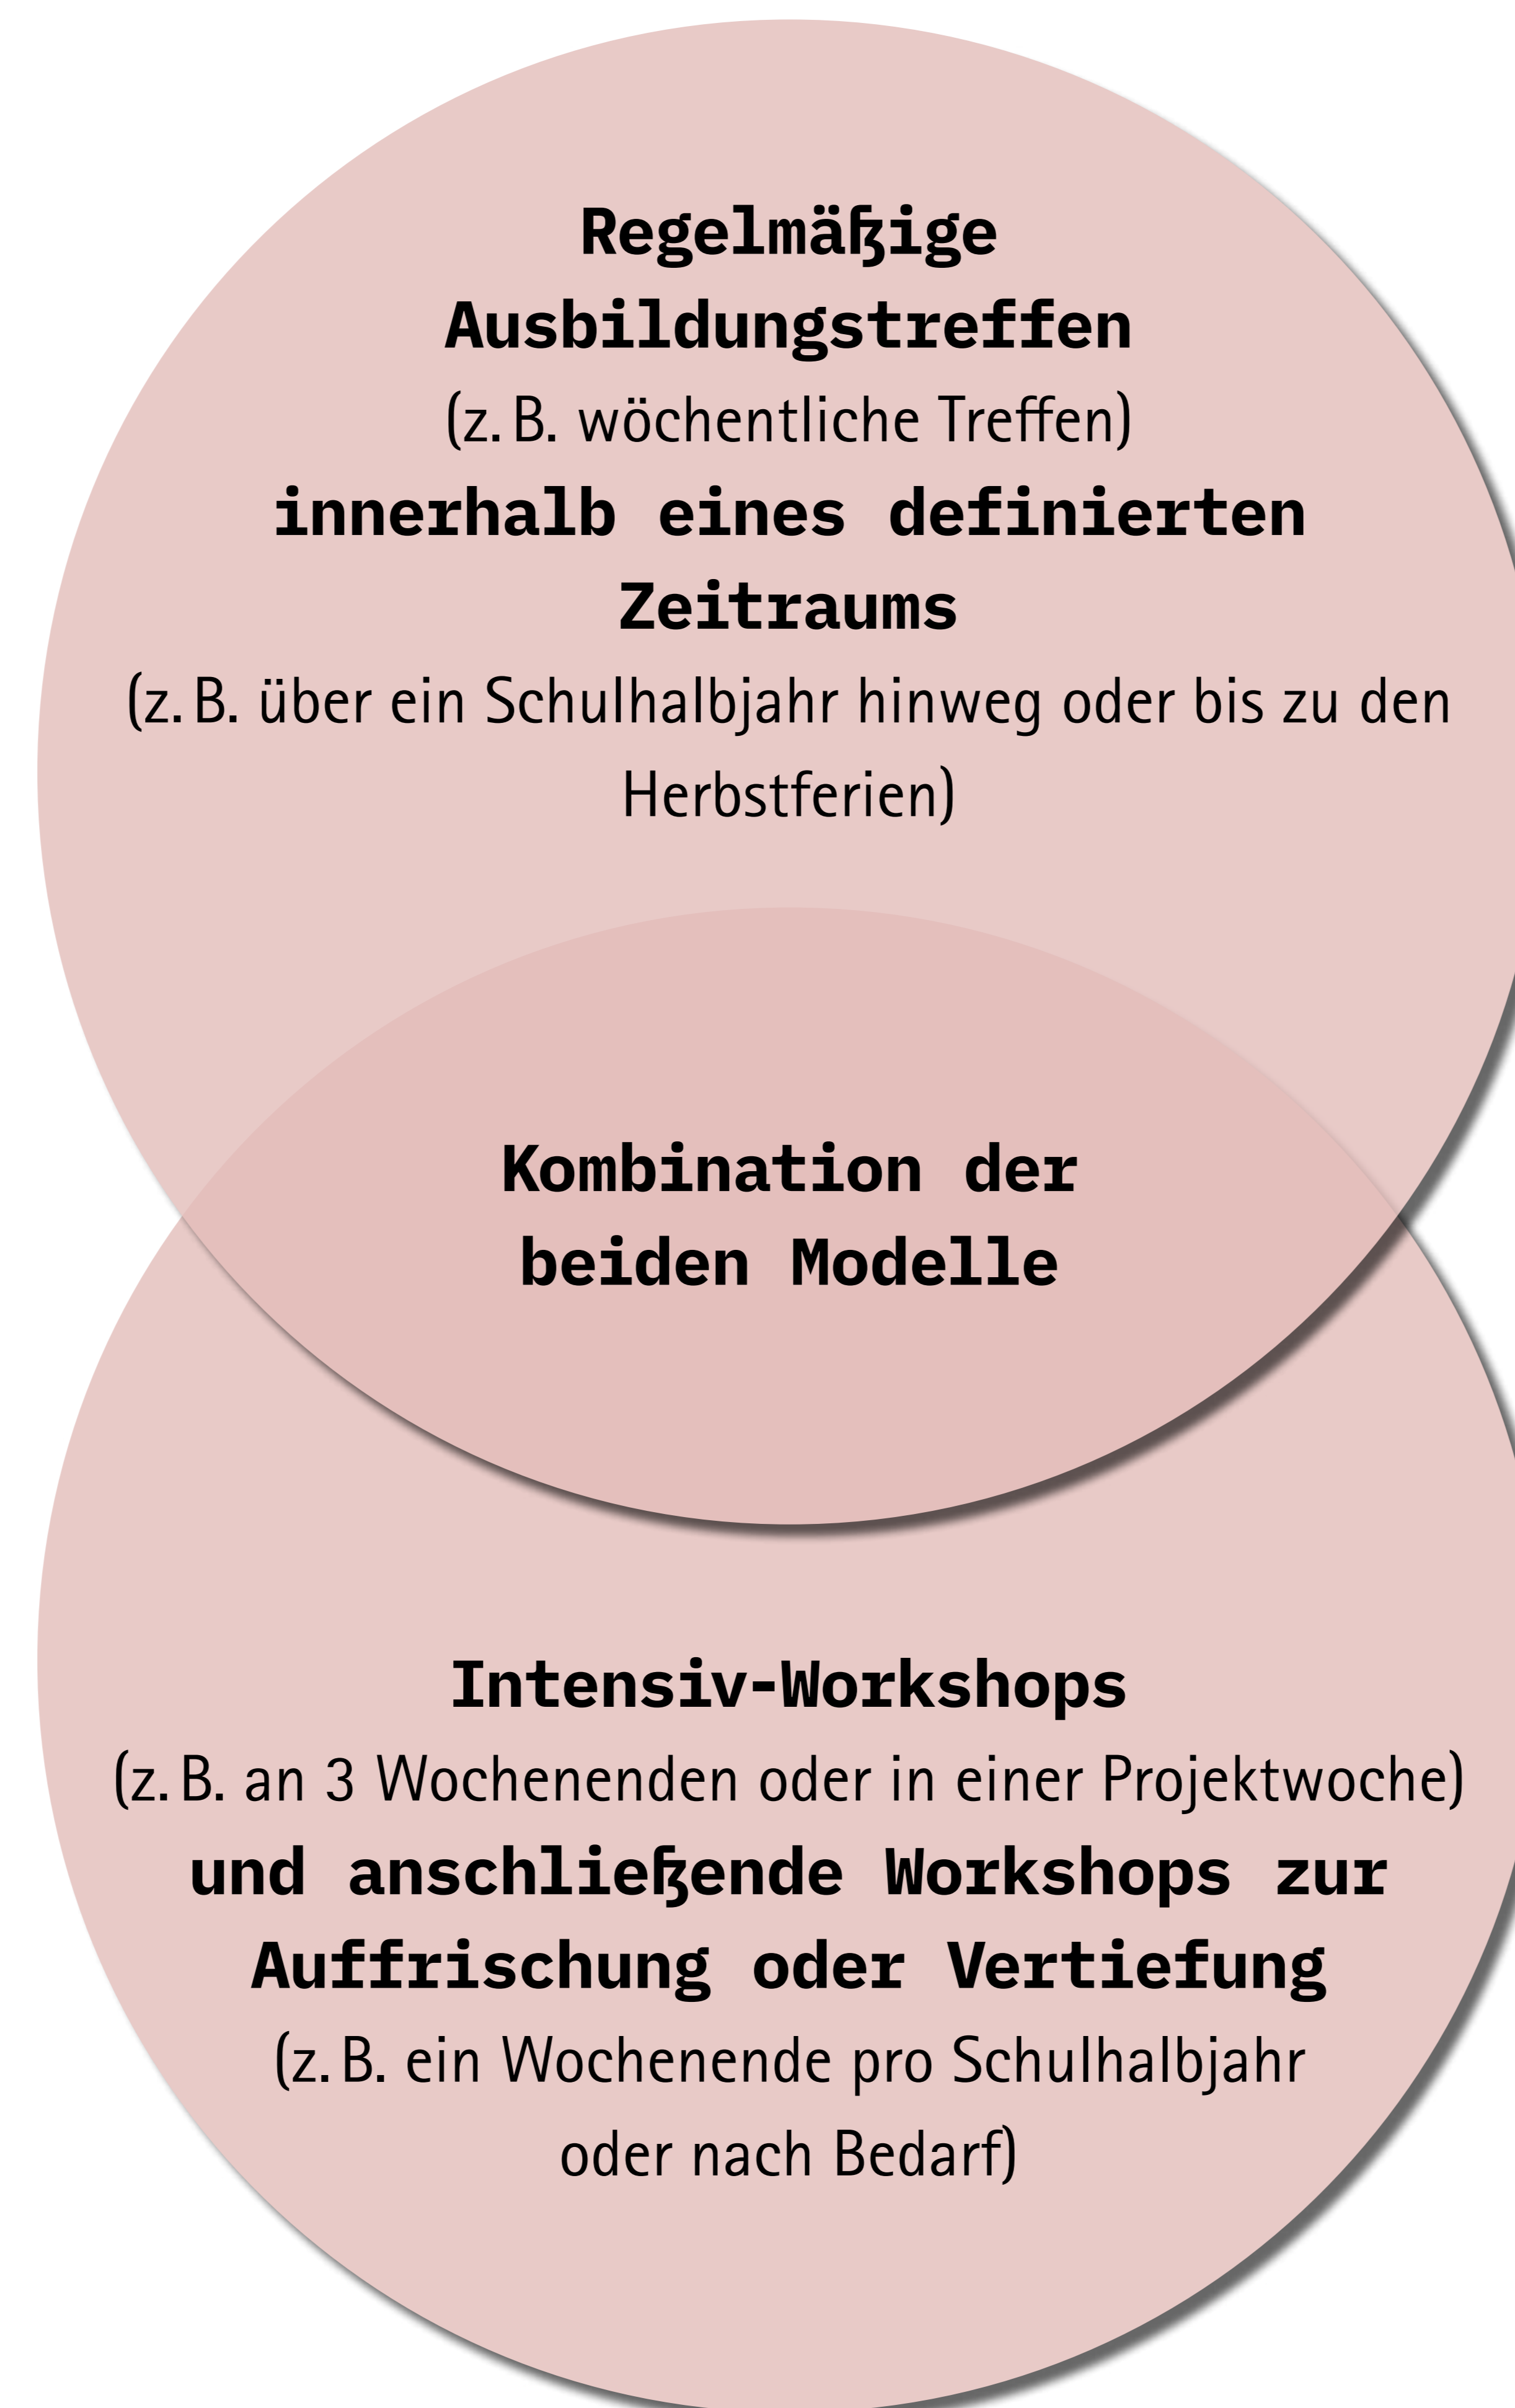 Regelmäßige
Ausbildungstreffen
(z. B. wöchentliche Treffen)
innerhalb eines definierten
Zeitraums
(z. B. über ein Schulhalbjahr hinweg oder bis zu den
Herbstferien)
Kombination der
beiden Modelle
Intensiv-Workshops
(z. B. an 3 Wochenenden oder in einer Projektwoche)
und anschließende Workshops zur
Auffrischung oder Vertiefung
(z. B. ein Wochenende pro Schulhalbjahr
oder nach Bedarf)